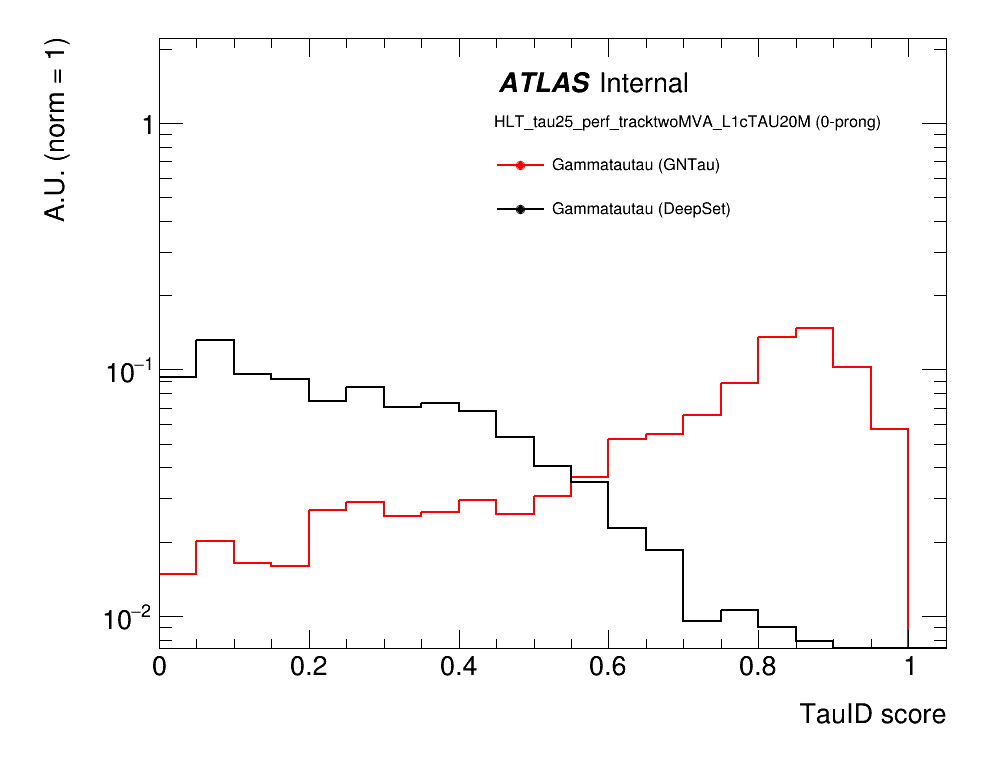 A.U. (norm = 1)
ATLAS Internal
HLT_tau25_perf_tracktwoMVA_L1cTAU20M (0-prong)
Gammatautau (GNTau)
Gammatautau (DeepSet)
1
10⁻¹
10⁻²
0 0.2 0.4 0.6 0.8 1
TauID score